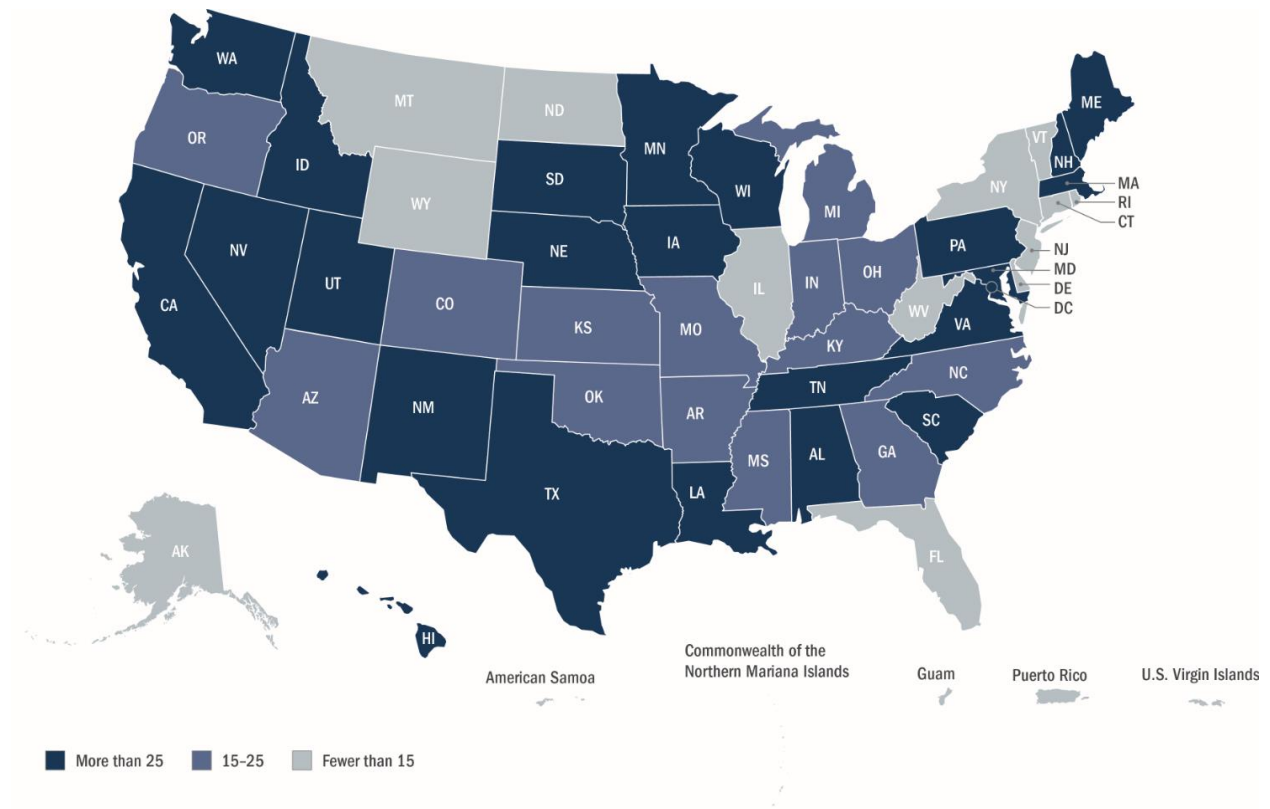 WA
MT
ND
ME
OR
MN
VT
ID
SD
WI
NH
MA
NY
WY
RI
MI
CT
NE
IA
PA
NV
NJ
MD
UT
IL
IN
OH
DE
CA
CO
DC
WV
VA
KS
MO
KY
AZ
NC
NM
OK
TN
AR
SC
MS
AL
GA
TX
LA
AK
FL
HI
Commonwealth of the
Northern Mariana Islands
American Samoa
Guam
Puerto Rico
U.S. Virgin Islands
More than 25
15–25
Fewer than 15